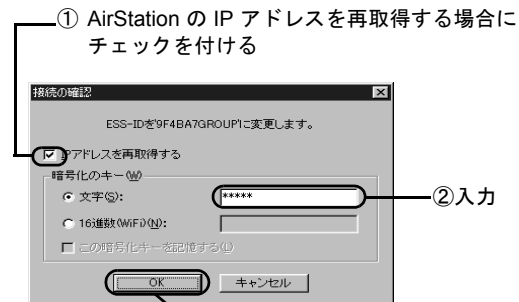 ① AirStation の IP アドレスを再取得する場合に
チェックを付ける
接続の確認
ESS-IDを'9F4BA7GROUP'に変更します。
IPアドレスを再取得する
暗号化のキー(W)
文字(S):
*****
②入力
16進数(WiFi)(N):
この暗号化キーを記憶する(L)
OK
キャンセル